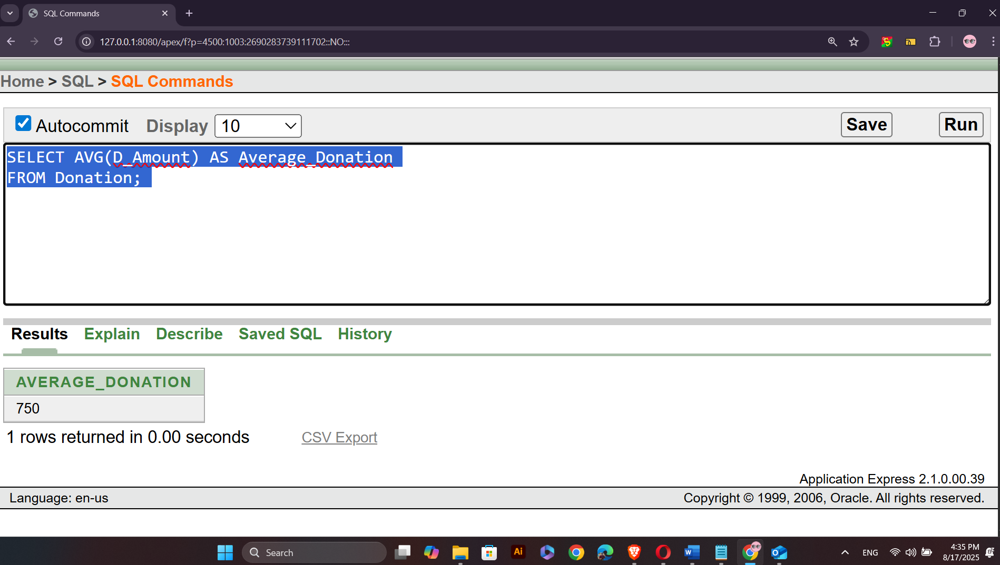 SQL Commands
127.0.0.1:8080/apex/f?p=4500:1003:2690283739111702::NO:::
Home > SQL > SQL Commands
Autocommit Display 10 Save Run
SELECT AVG(D_Amount) AS Average_Donation
FROM Donation;
Results Explain Describe Saved SQL History
AVERAGE_DONATION
750
1 rows returned in 0.00 seconds CSV Export
Application Express 2.1.0.00.39
Language: en-us Copyright © 1999, 2006, Oracle. All rights reserved.
Search Ai ENG 4:35 PM
8/17/2025